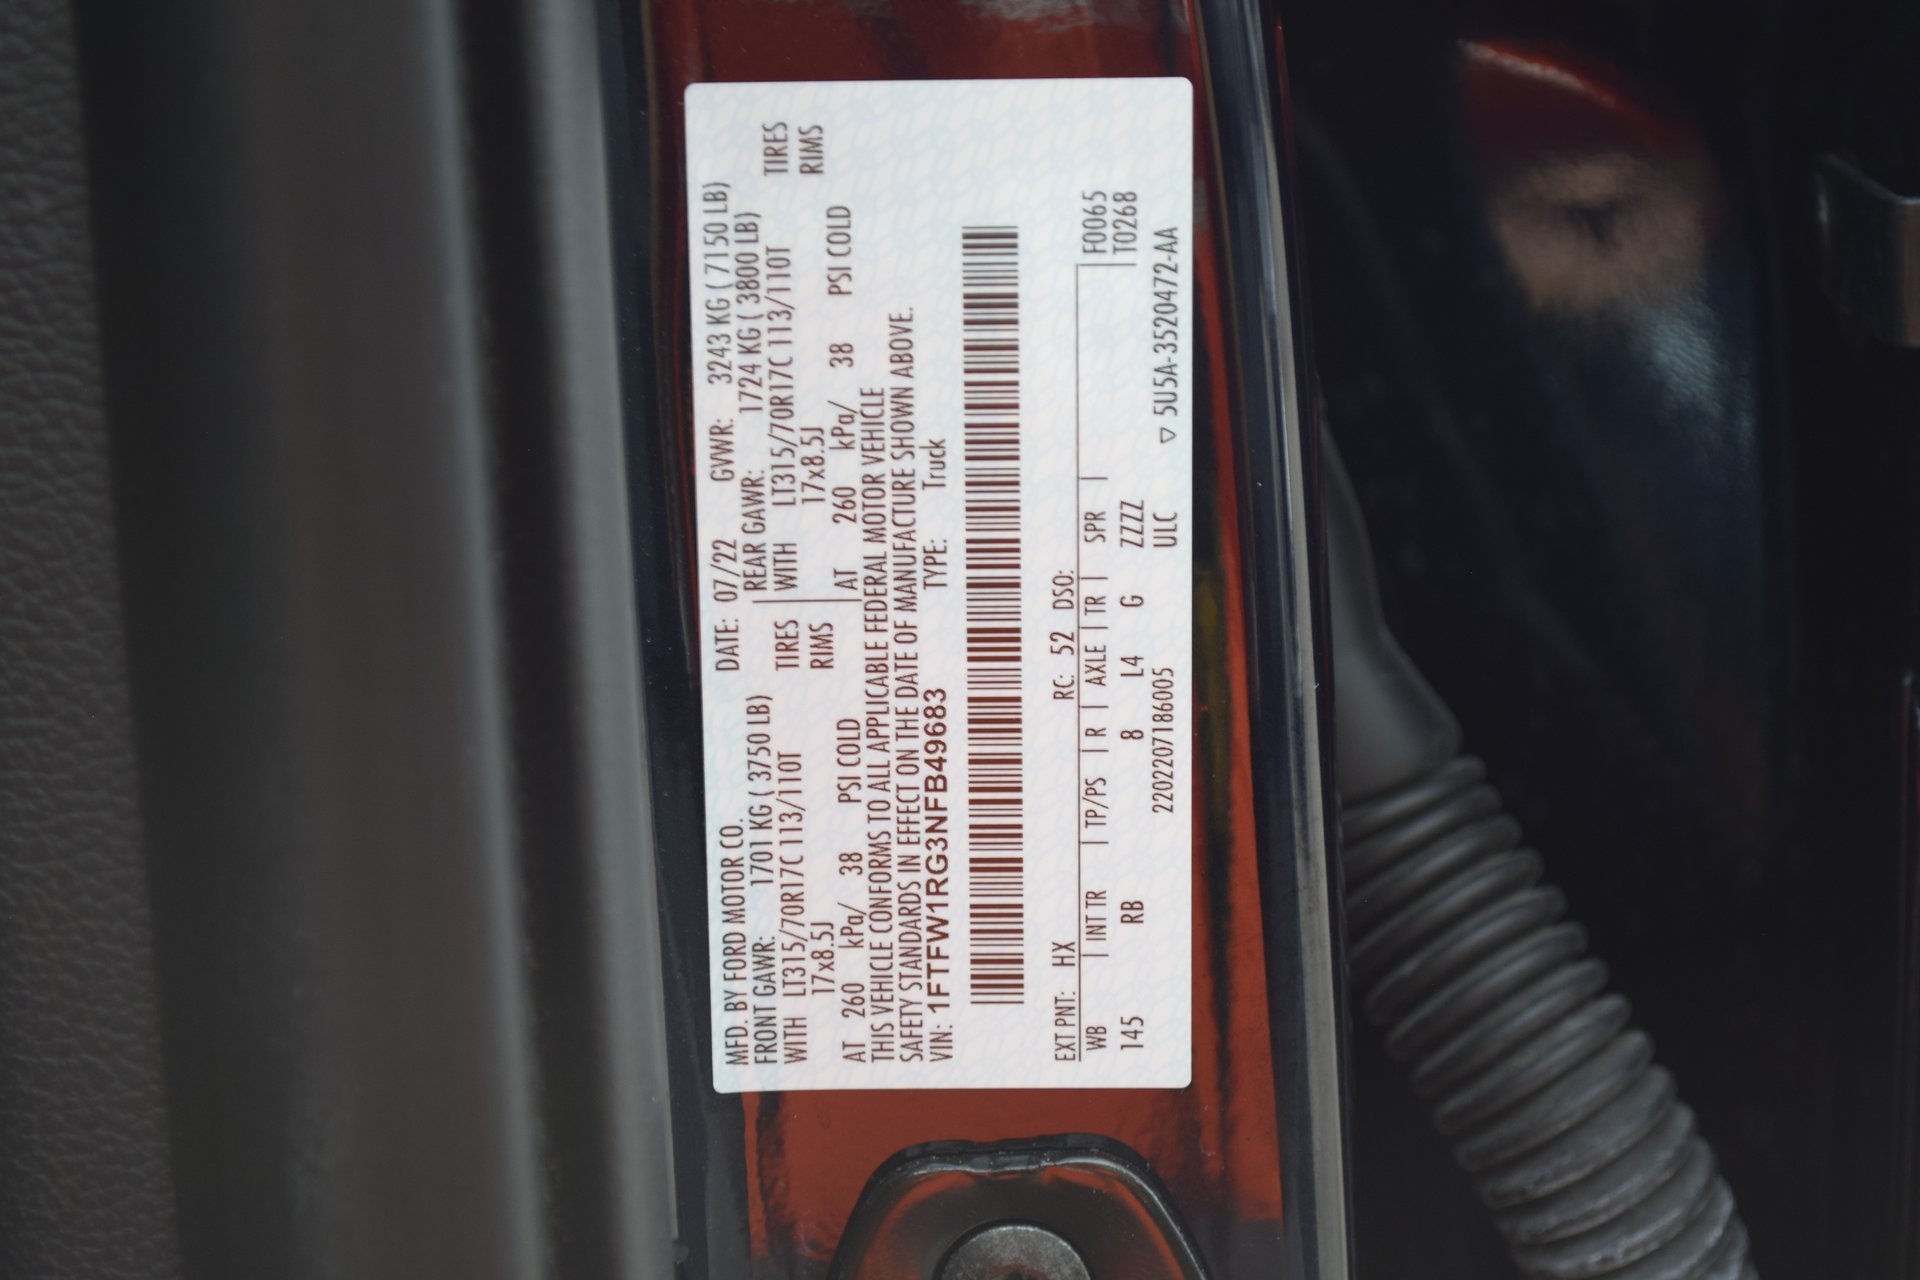 MFD. BY FORD MOTOR CO. DATE: 07/22 GVWR: 3243 KG ( 7150 LB)
FRONT GAWR: 1701 KG ( 3750 LB) REAR GAWR: 1724 KG ( 3800 LB)
WITH LT315/70R17C 113/110T TIRES WITH LT315/70R17C 113/110T TIRES
17x8.5J RIMS 17x8.5J RIMS
AT 260 kPa/ 38 PSI COLD AT 260 kPa/ 38 PSI COLD
THIS VEHICLE CONFORMS TO ALL APPLICABLE FEDERAL MOTOR VEHICLE
SAFETY STANDARDS IN EFFECT ON THE DATE OF MANUFACTURE SHOWN ABOVE.
VIN: 1FTFW1RG3NFB49683 TYPE: Truck
EXT PNT: HX RC: 52 DSO: F0065
WB | INT TR | TP/PS | R | AXLE | TR | SPR | T0268
145 RB 8 L4 G ZZZZ
2202207186005 ULC ▽ 5U5A-3520472-AA